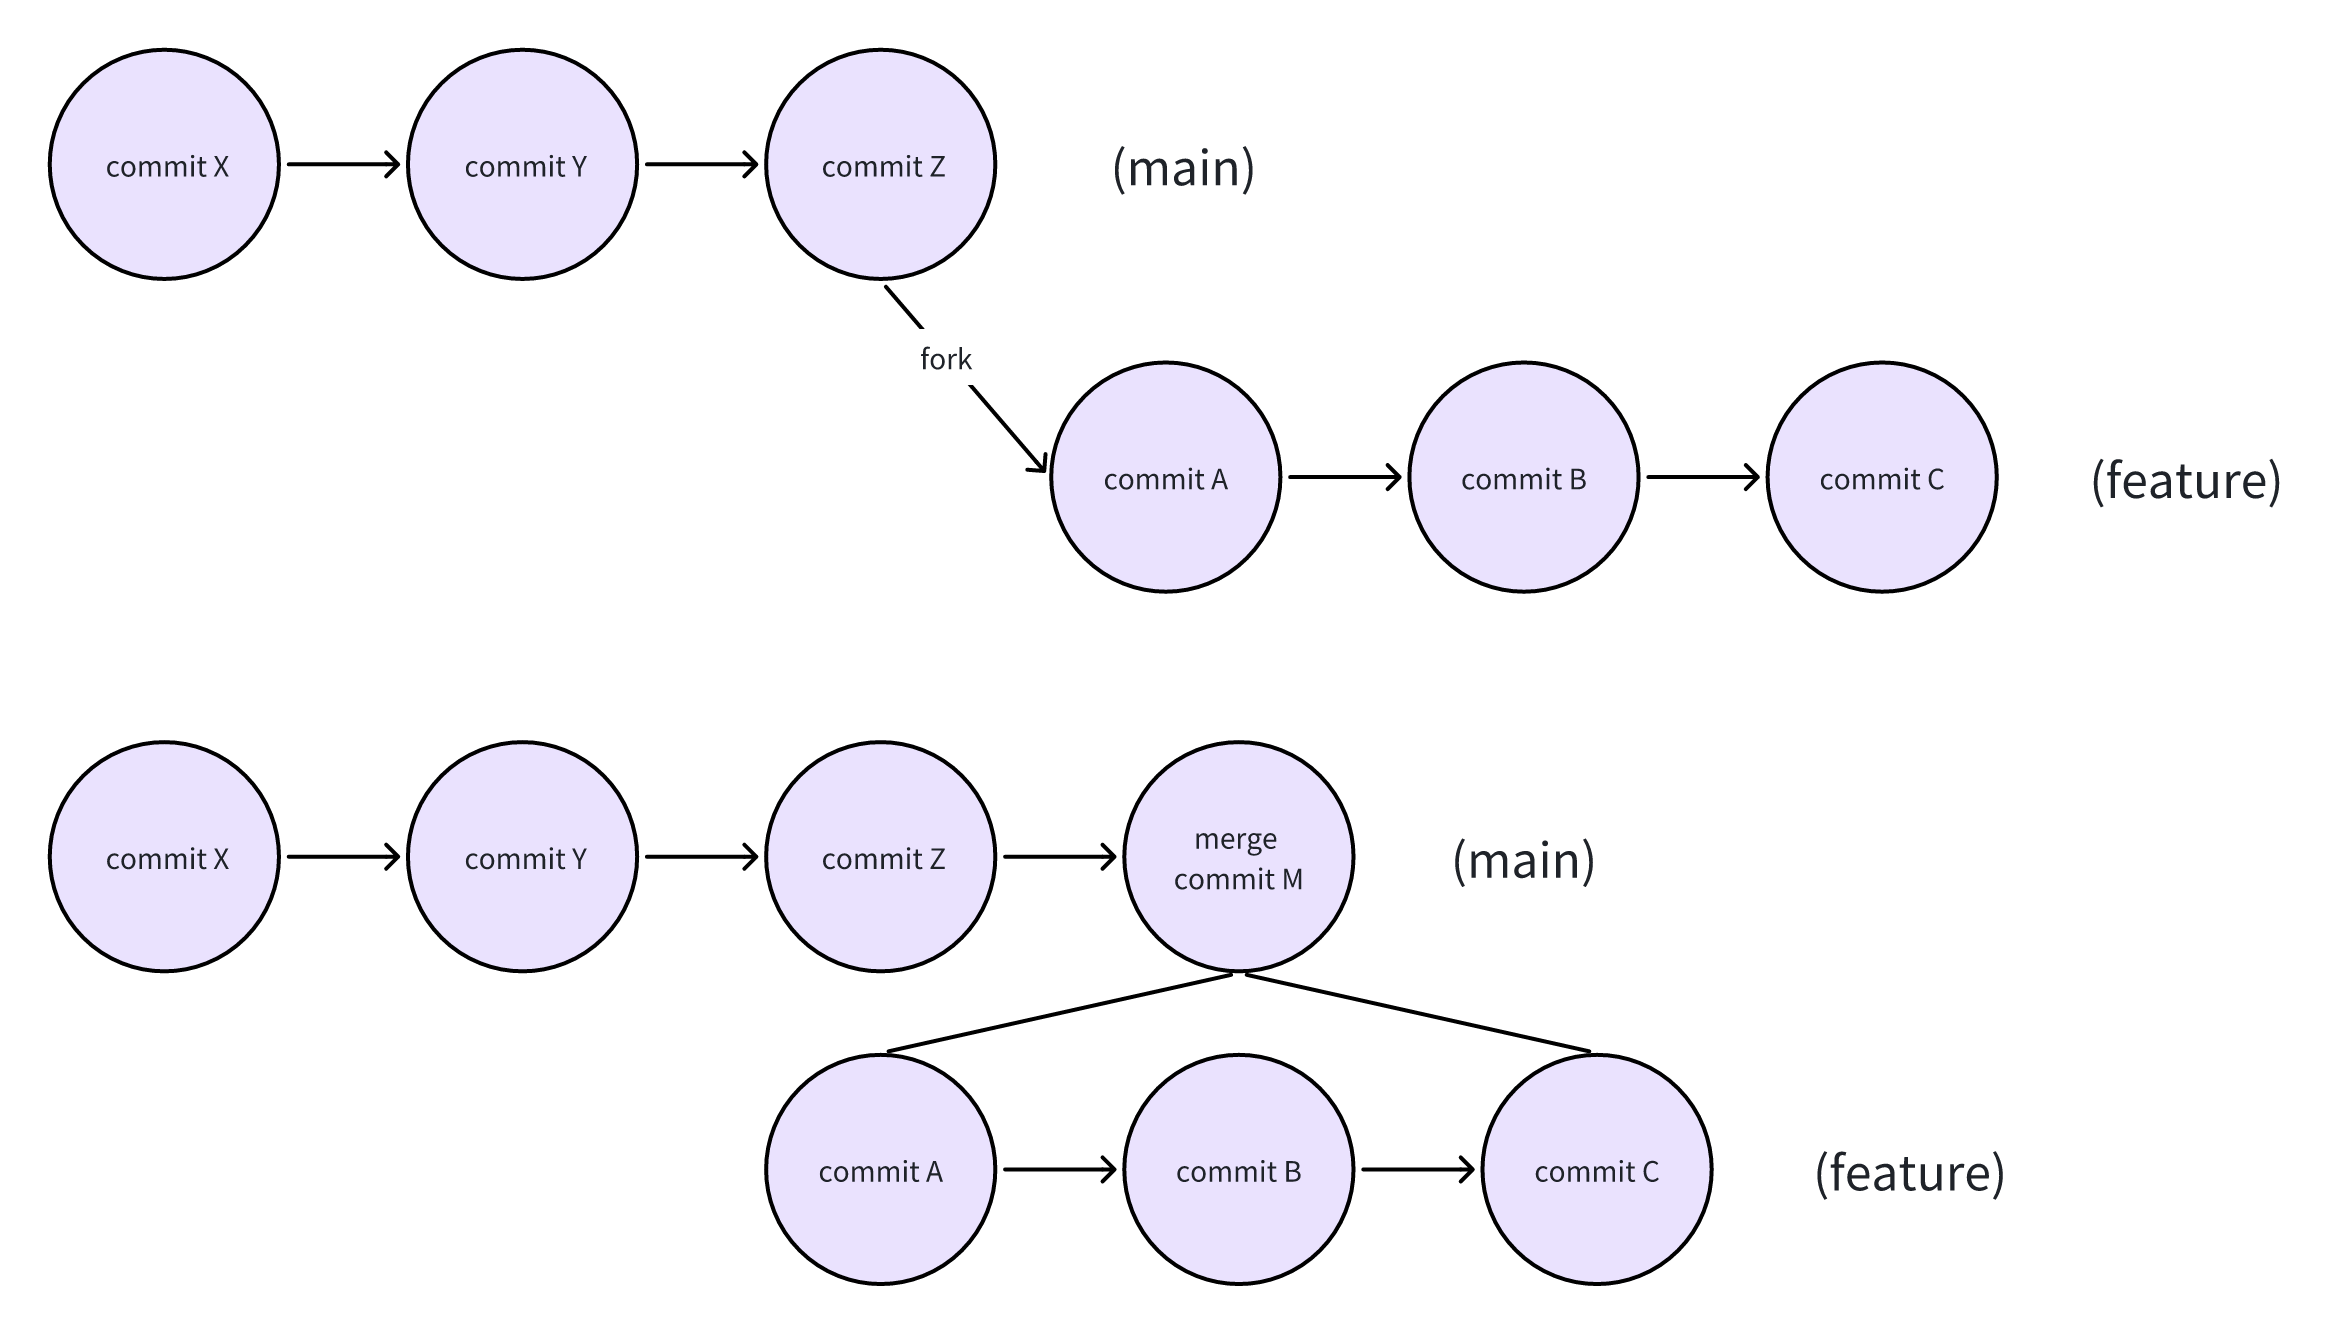 commit X
commit Y
commit Z
(main)
fork
commit A
commit B
commit C
(feature)
commit X
commit Y
commit Z
merge
commit M
(main)
commit A
commit B
commit C
(feature)